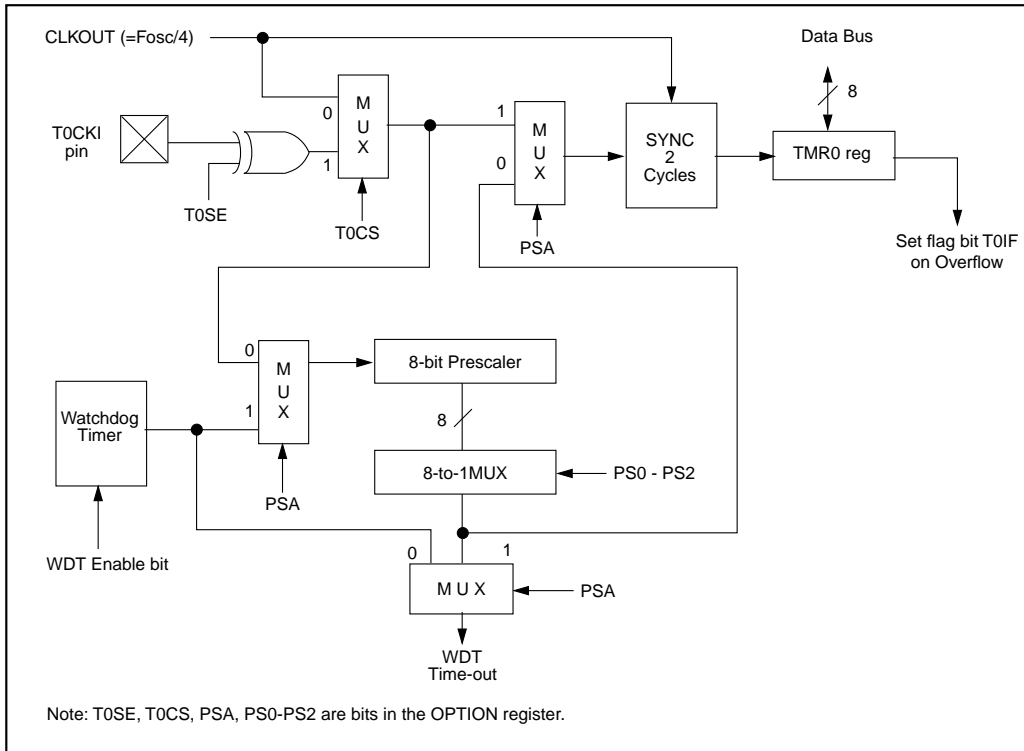 CLKOUT (=Fosc/4)
Data Bus
8
T0CKI
pin
T0SE
0
1
M
U
X
T0CS
1
0
M
U
X
PSA
SYNC
2
Cycles
TMR0 reg
Set flag bit T0IF
on Overflow
0
1
M
U
X
PSA
8-bit Prescaler
8
8-to-1MUX
PS0 - PS2
Watchdog
Timer
WDT Enable bit
0
1
M U X
PSA
WDT
Time-out
Note: T0SE, T0CS, PSA, PS0-PS2 are bits in the OPTION register.